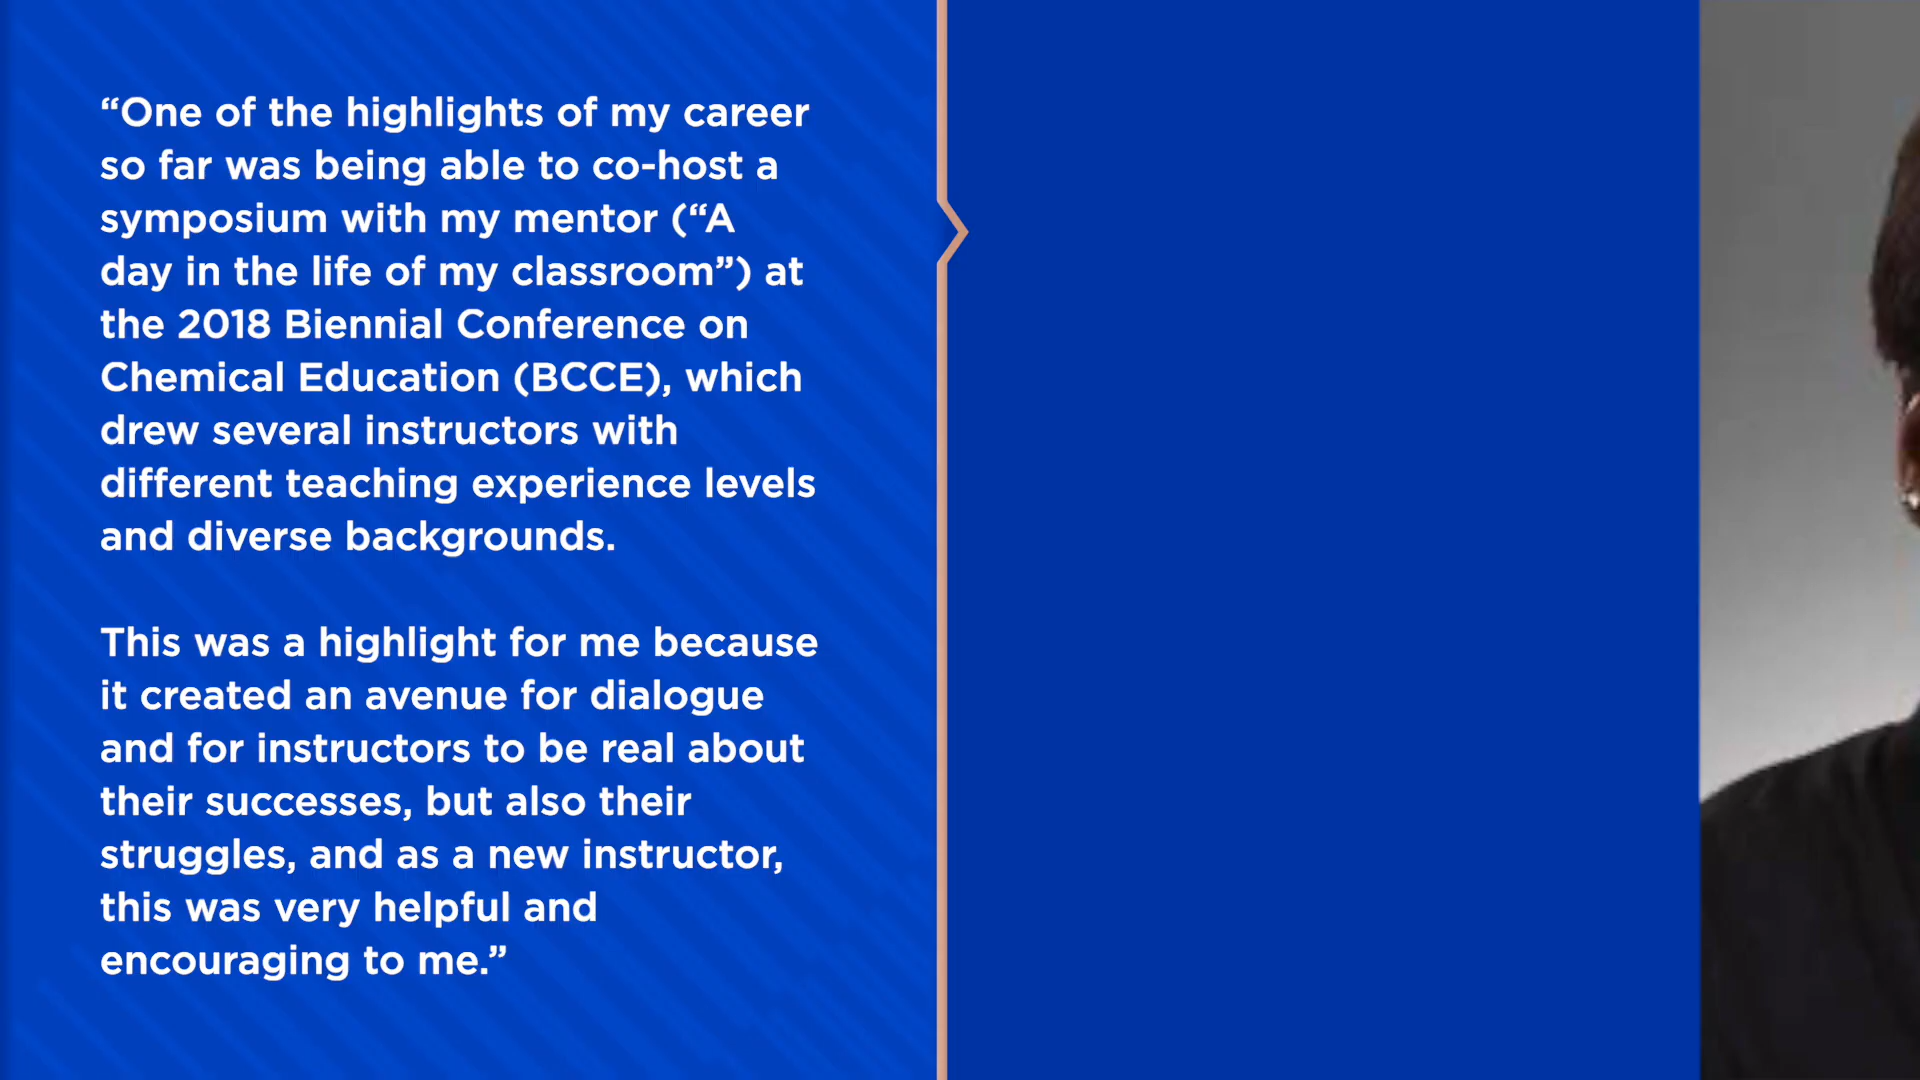 “One of the highlights of my career
so far was being able to co-host a
symposium with my mentor (“A
day in the life of my classroom”) at
the 2018 Biennial Conference on
Chemical Education (BCCE), which
drew several instructors with
different teaching experience levels
and diverse backgrounds.
This was a highlight for me because
it created an avenue for dialogue
and for instructors to be real about
their successes, but also their
struggles, and as a new instructor,
this was very helpful and
encouraging to me.”